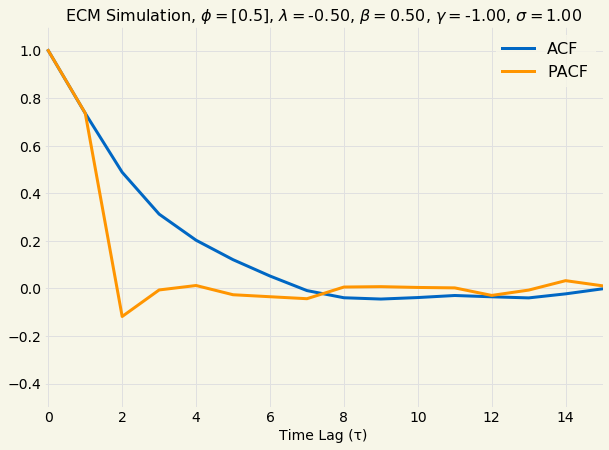 ECM Simulation, ϕ = [0.5], λ = -0.50, β = 0.50, γ = -1.00, σ = 1.00
ACF
PACF
1.0
0.8
0.6
0.4
0.2
0.0
−0.2
−0.4
0 2 4 6 8 10 12 14
Time Lag (τ)